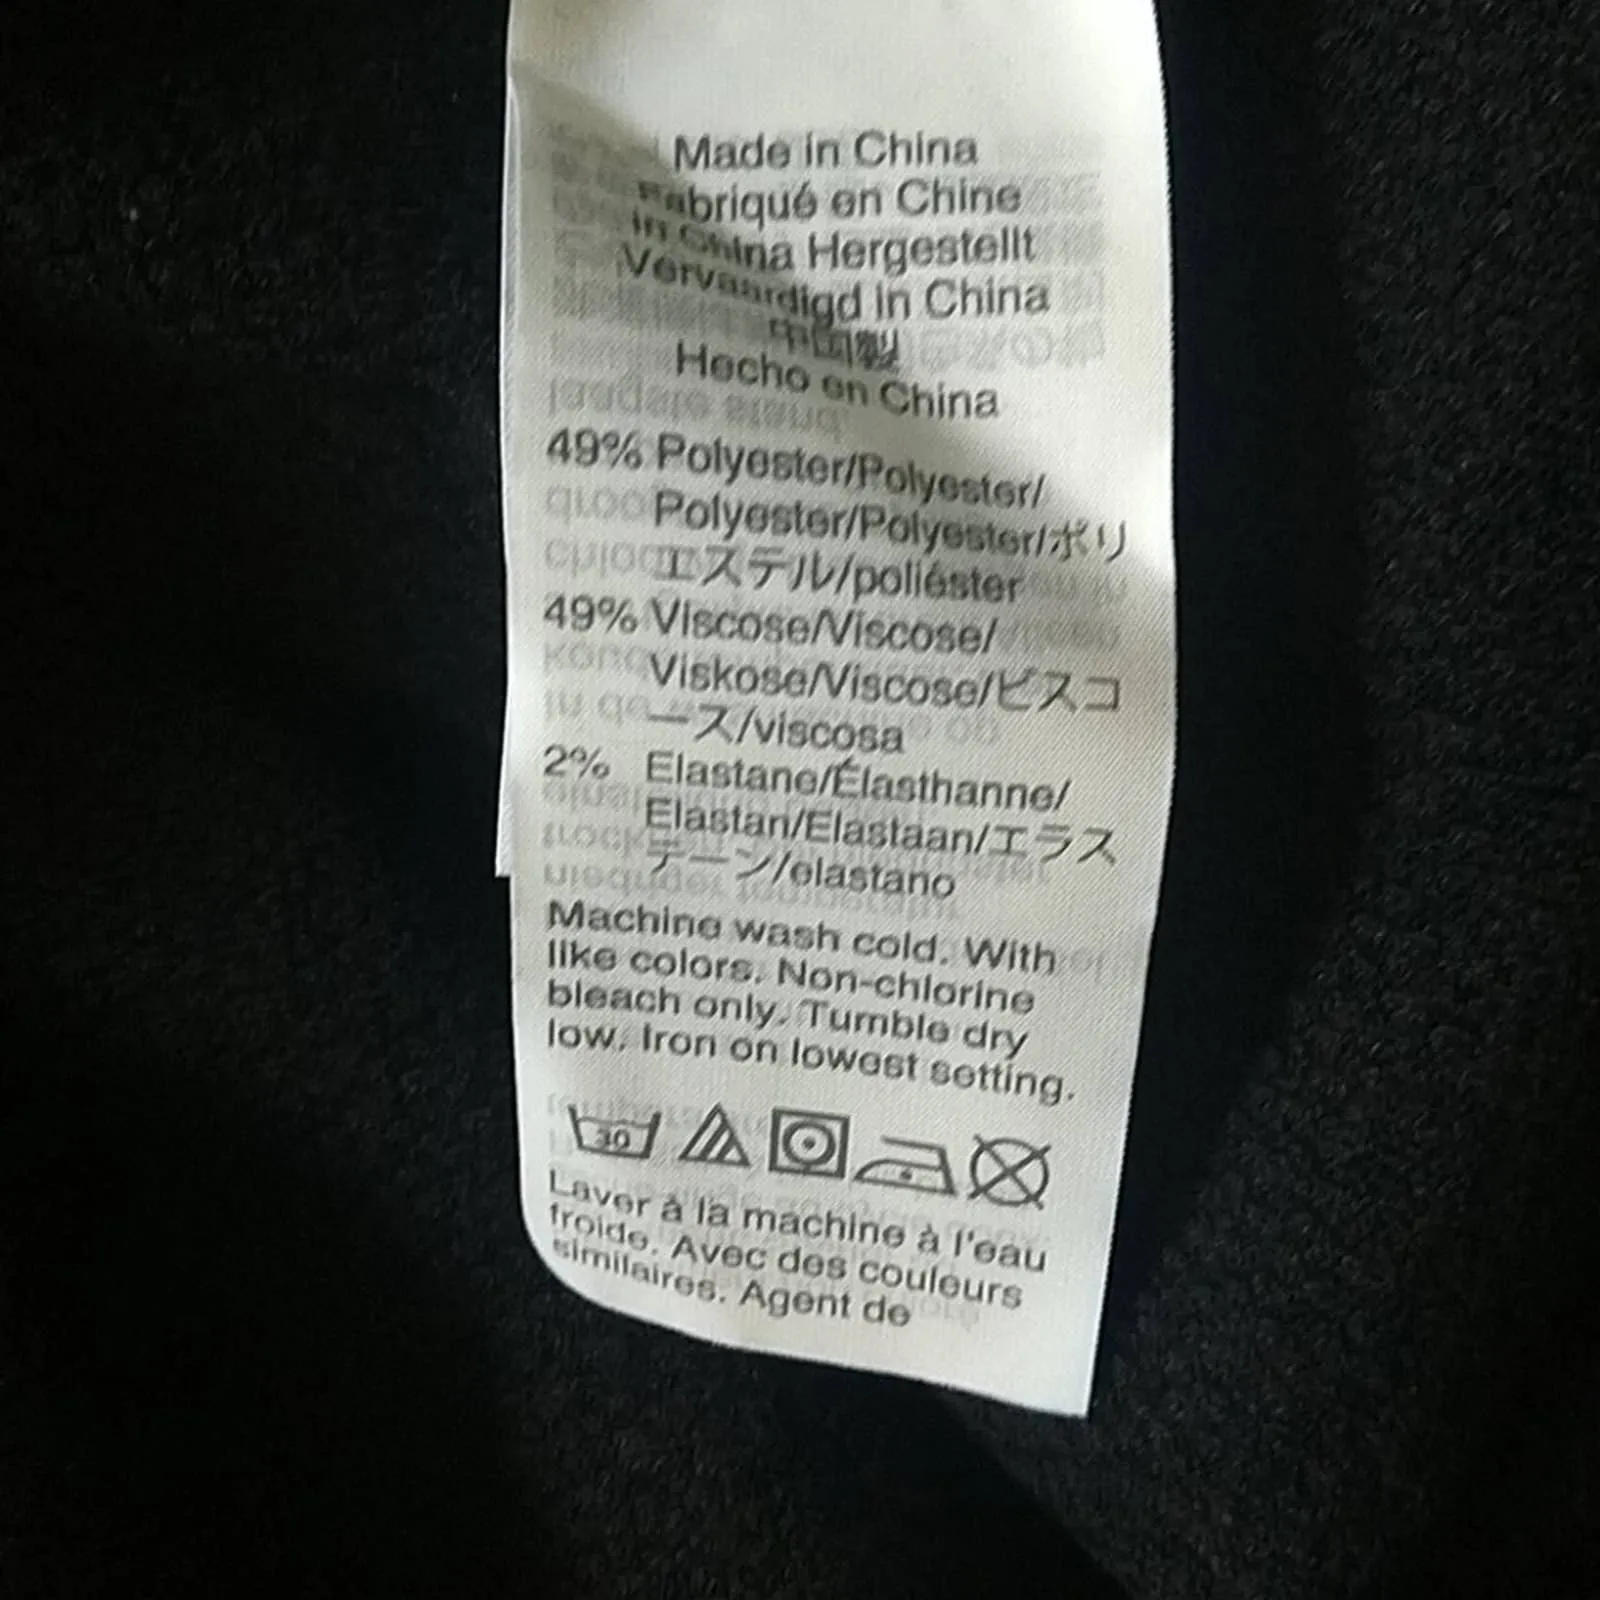 Made in China
Fabriqué en Chine
in China Hergestellt
Vervaardigd in China
中国製
Hecho en China
49% Polyester/Polyester/
Polyester/Polyester/ポリ
エステル/poliéster
49% Viscose/Viscose/
Viskose/Viscose/ビスコ
ース/viscosa
2% Elastane/Élasthanne/
Elastan/Elastaan/エラス
テーン/elastano
Machine wash cold. With
like colors. Non-chlorine
bleach only. Tumble dry
low. Iron on lowest setting.
30
Laver à la machine à l'eau
froide. Avec des couleurs
similaires. Agent de